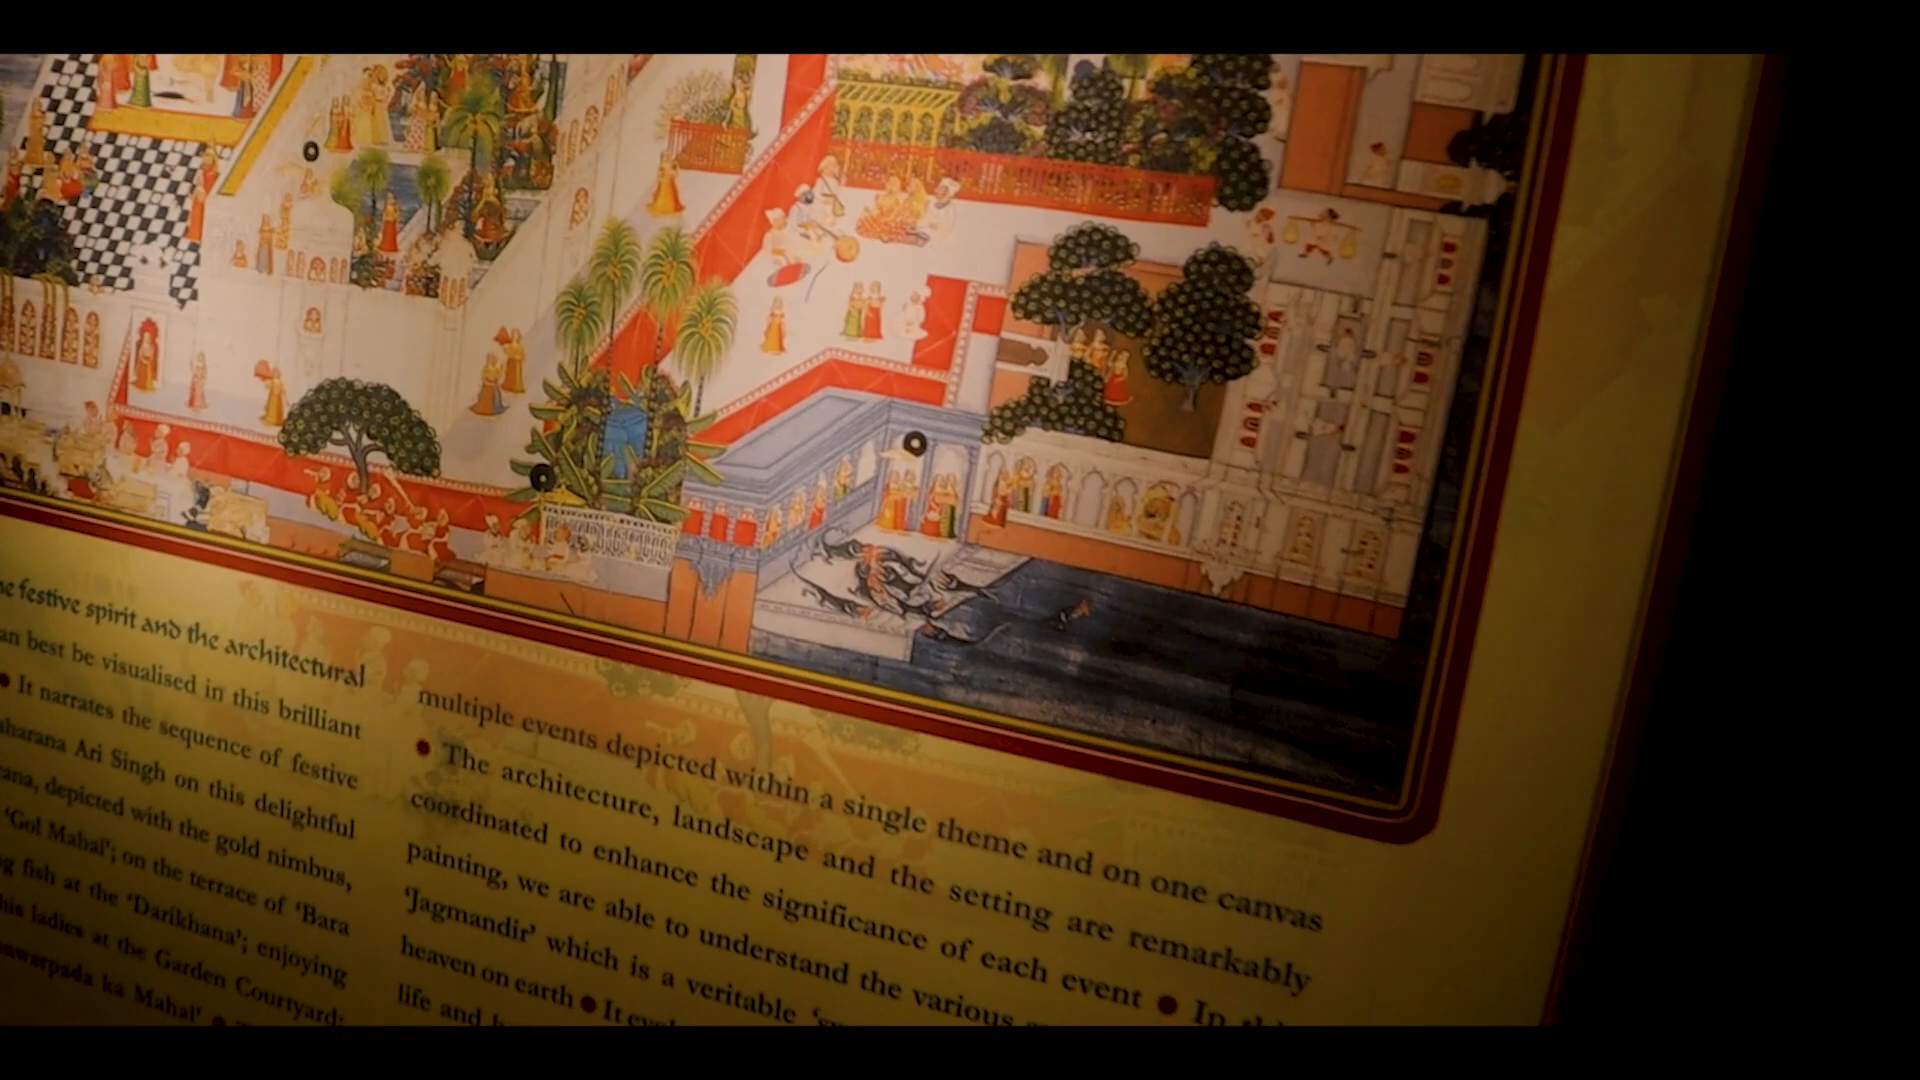 festive spirit and the architectural
an best be visualised in this brilliant
● It narrates the sequence of festive
Ari Singh on this delightful
depicted with the gold nimbus,
'Gol Mahal'; on the terrace of 'Bara
fish at the 'Darikhana'; enjoying
his ladies at the Garden Courtyard;
ka Mahal' ●
multiple events depicted within a single theme and on one canvas
● The architecture, landscape and the setting are remarkably
coordinated to enhance the significance of each event ● In
painting, we are able to understand the various
'Jagmandir' which is a veritable
heaven on earth ● It
life and